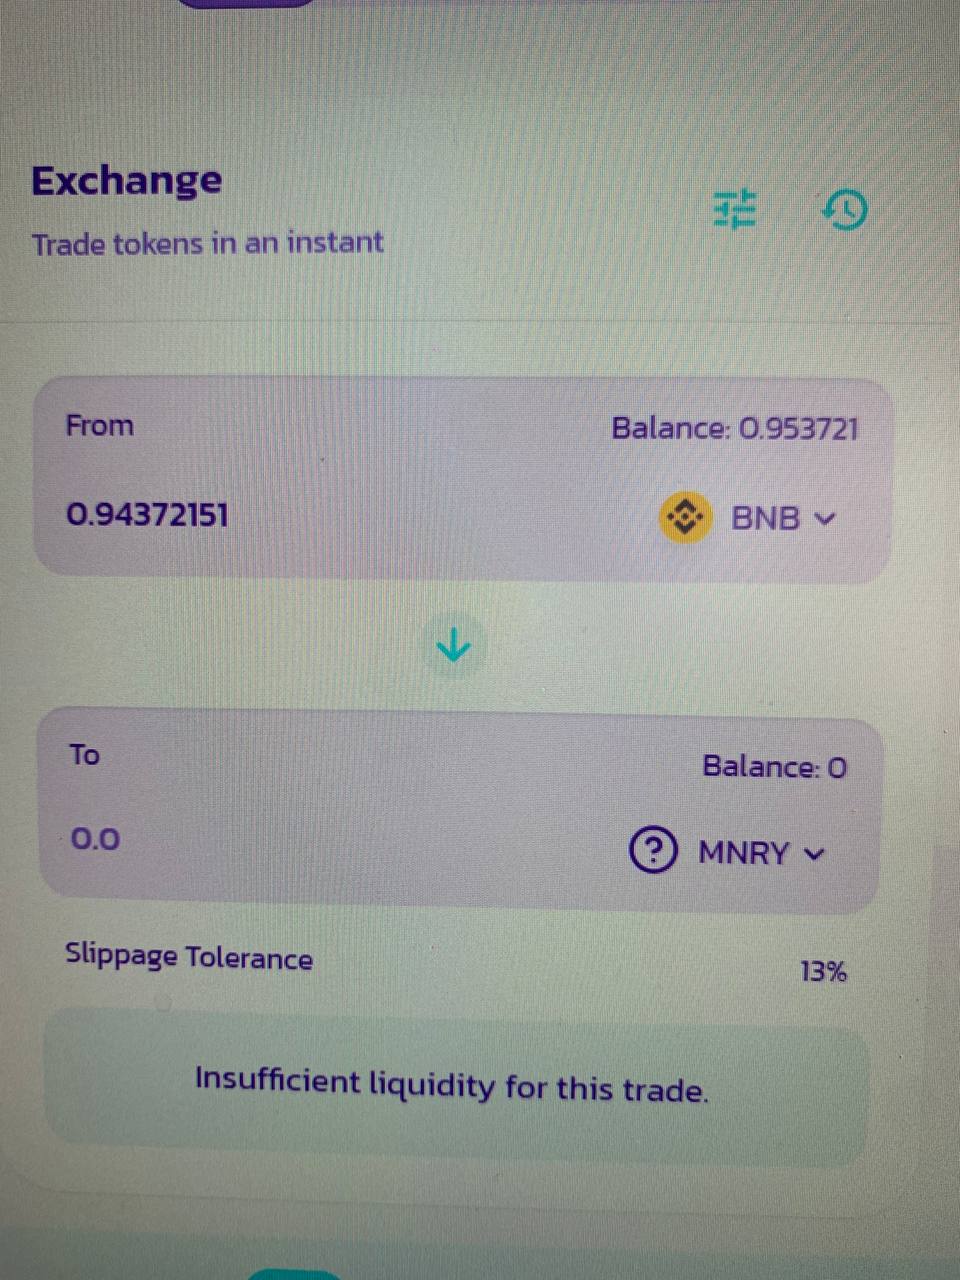 Exchange
Trade tokens in an instant
From
Balance: 0.953721
0.94372151
BNB
To
Balance: 0
0.0
? MNRY
Slippage Tolerance
13%
Insufficient liquidity for this trade.